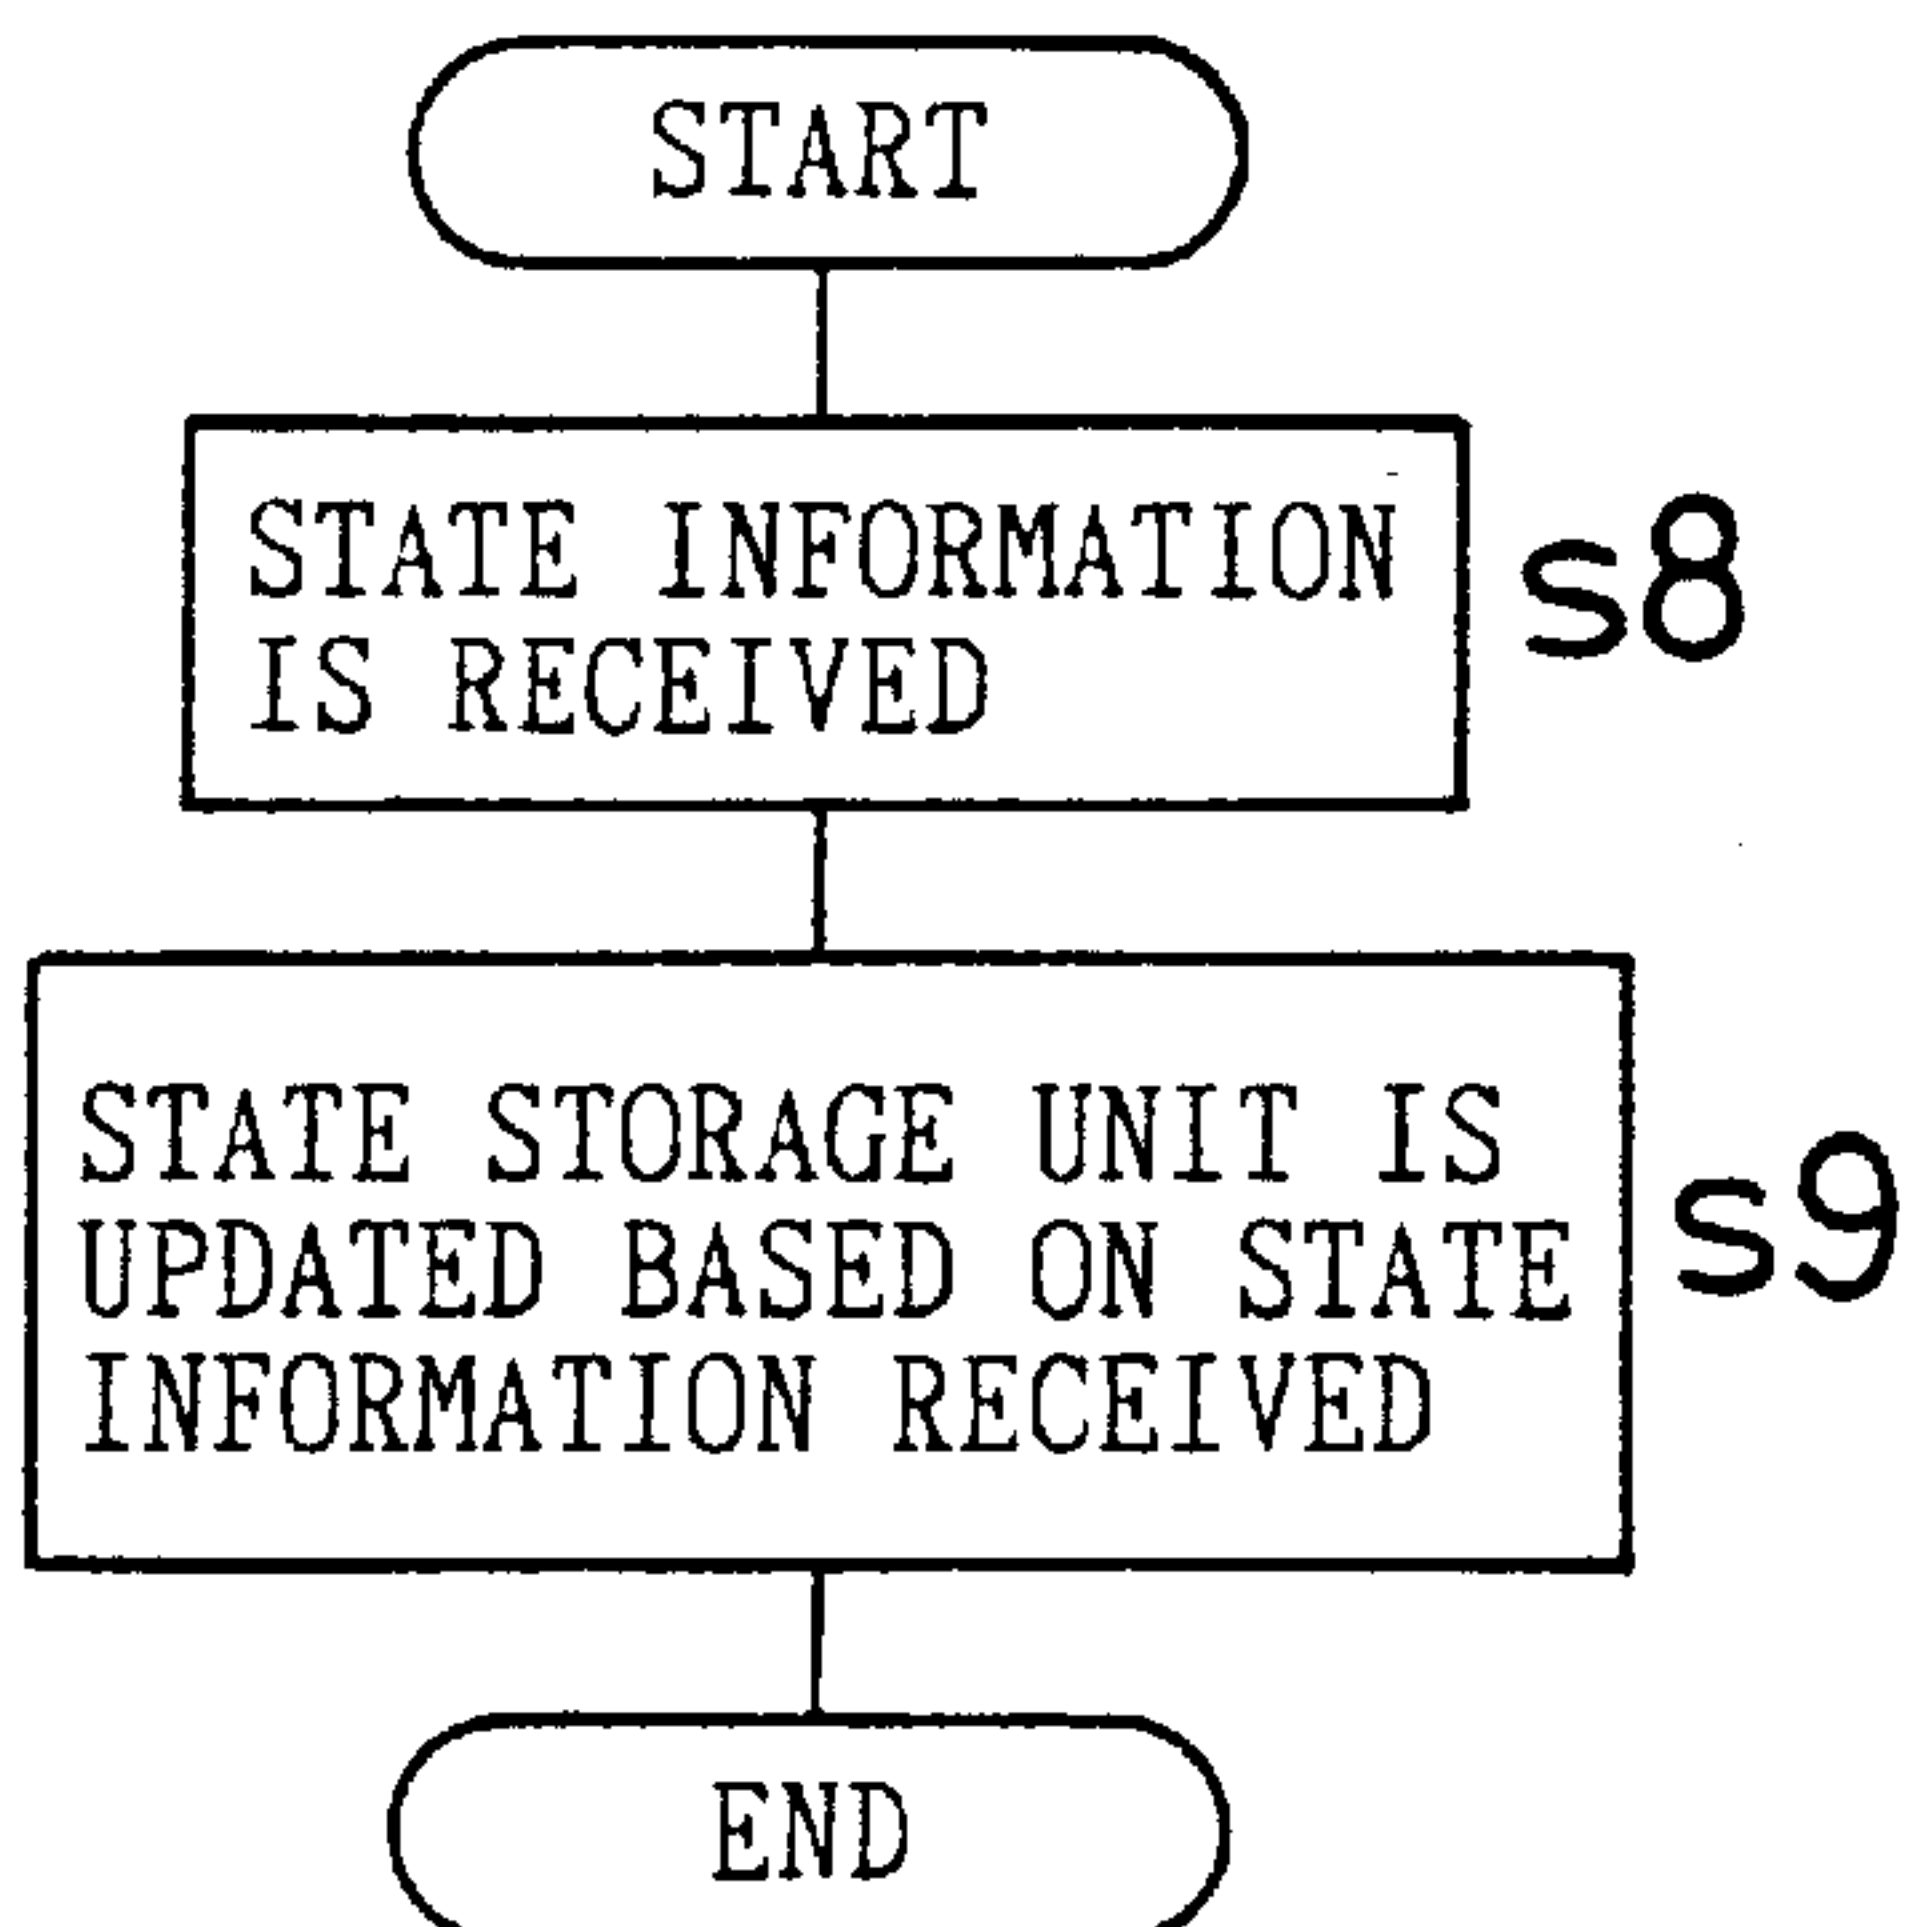 START
STATE INFORMATION
IS RECEIVED
s8
STATE STORAGE UNIT IS
UPDATED BASED ON STATE
INFORMATION RECEIVED
s9
END